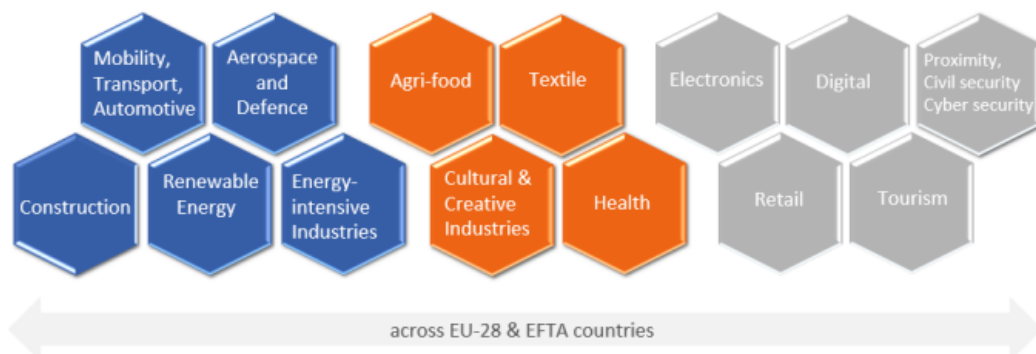 Mobility,
Transport,
Automotive
Aerospace
and
Defence
Agri-food
Textile
Electronics
Digital
Proximity,
Civil security
Cyber security
Construction
Renewable
Energy
Energy-
intensive
Industries
Cultural &
Creative
Industries
Health
Retail
Tourism
across EU-28 & EFTA countries